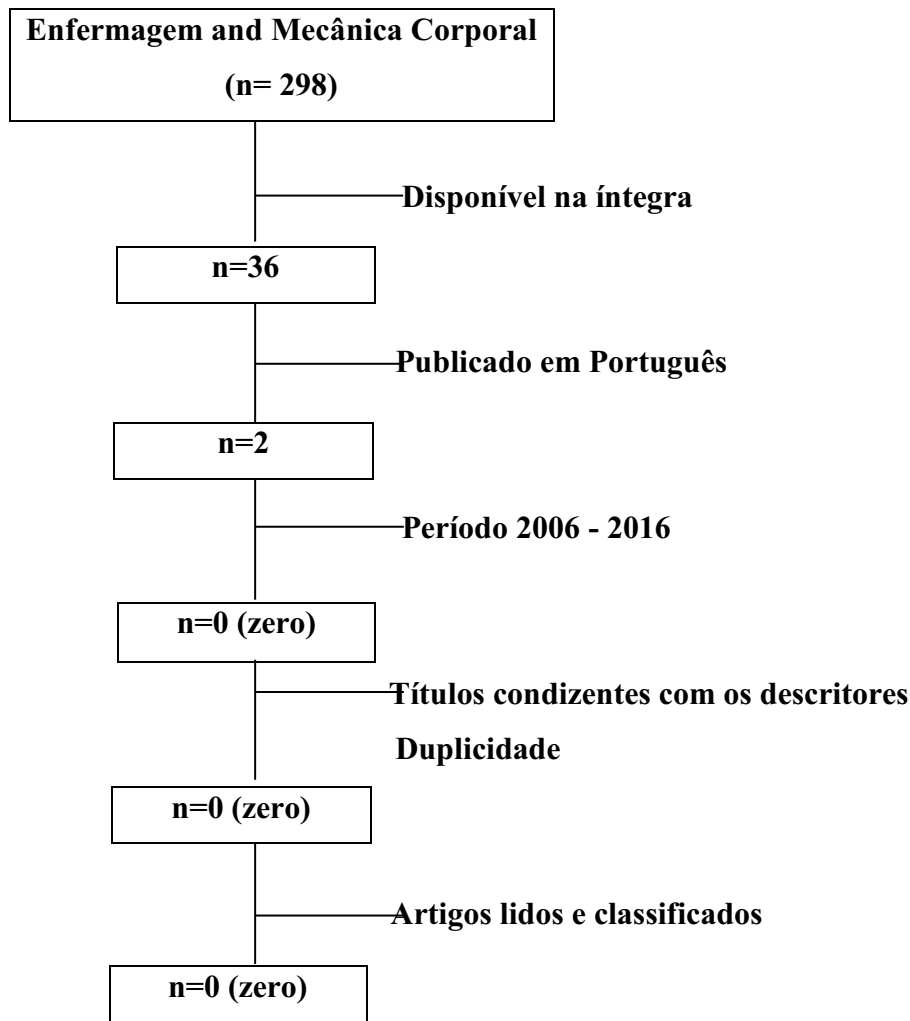 Enfermagem and Mecânica Corporal
(n= 298)
Disponível na íntegra
n=36
Publicado em Português
n=2
Período 2006 - 2016
n=0 (zero)
Títulos condizentes com os descritores
Duplicidade
n=0 (zero)
Artigos lidos e classificados
n=0 (zero)